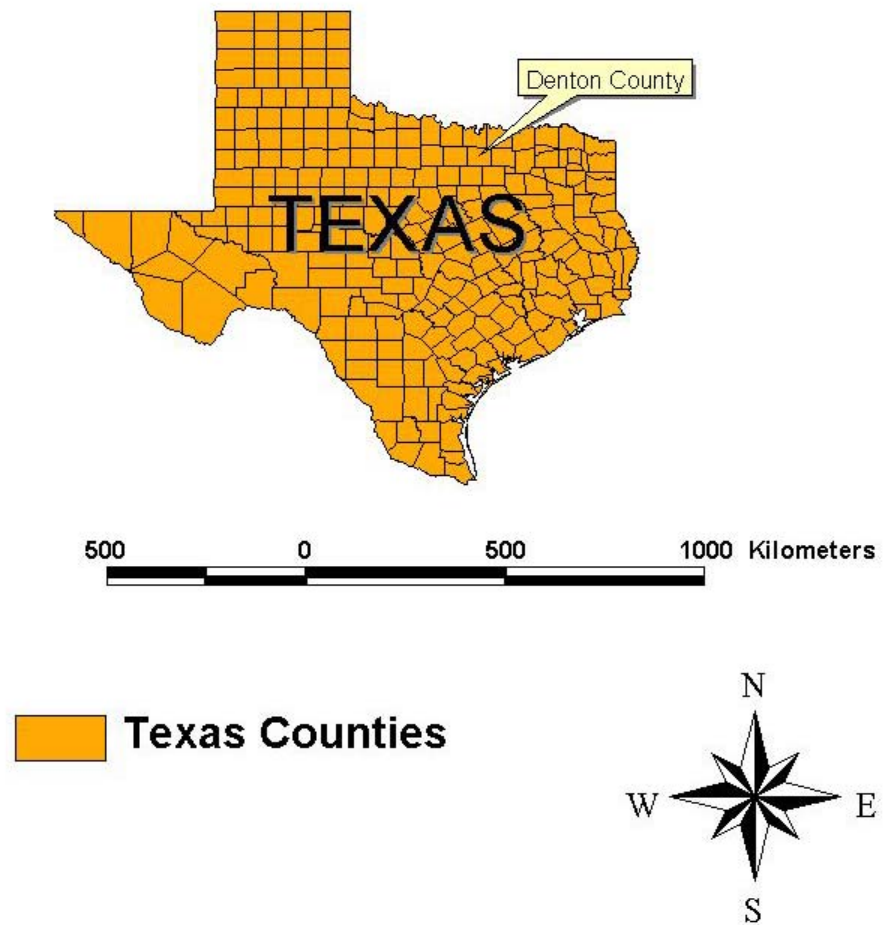 Denton County
TEXAS
500 0 500 1000 Kilometers
Texas Counties
N
W E
S